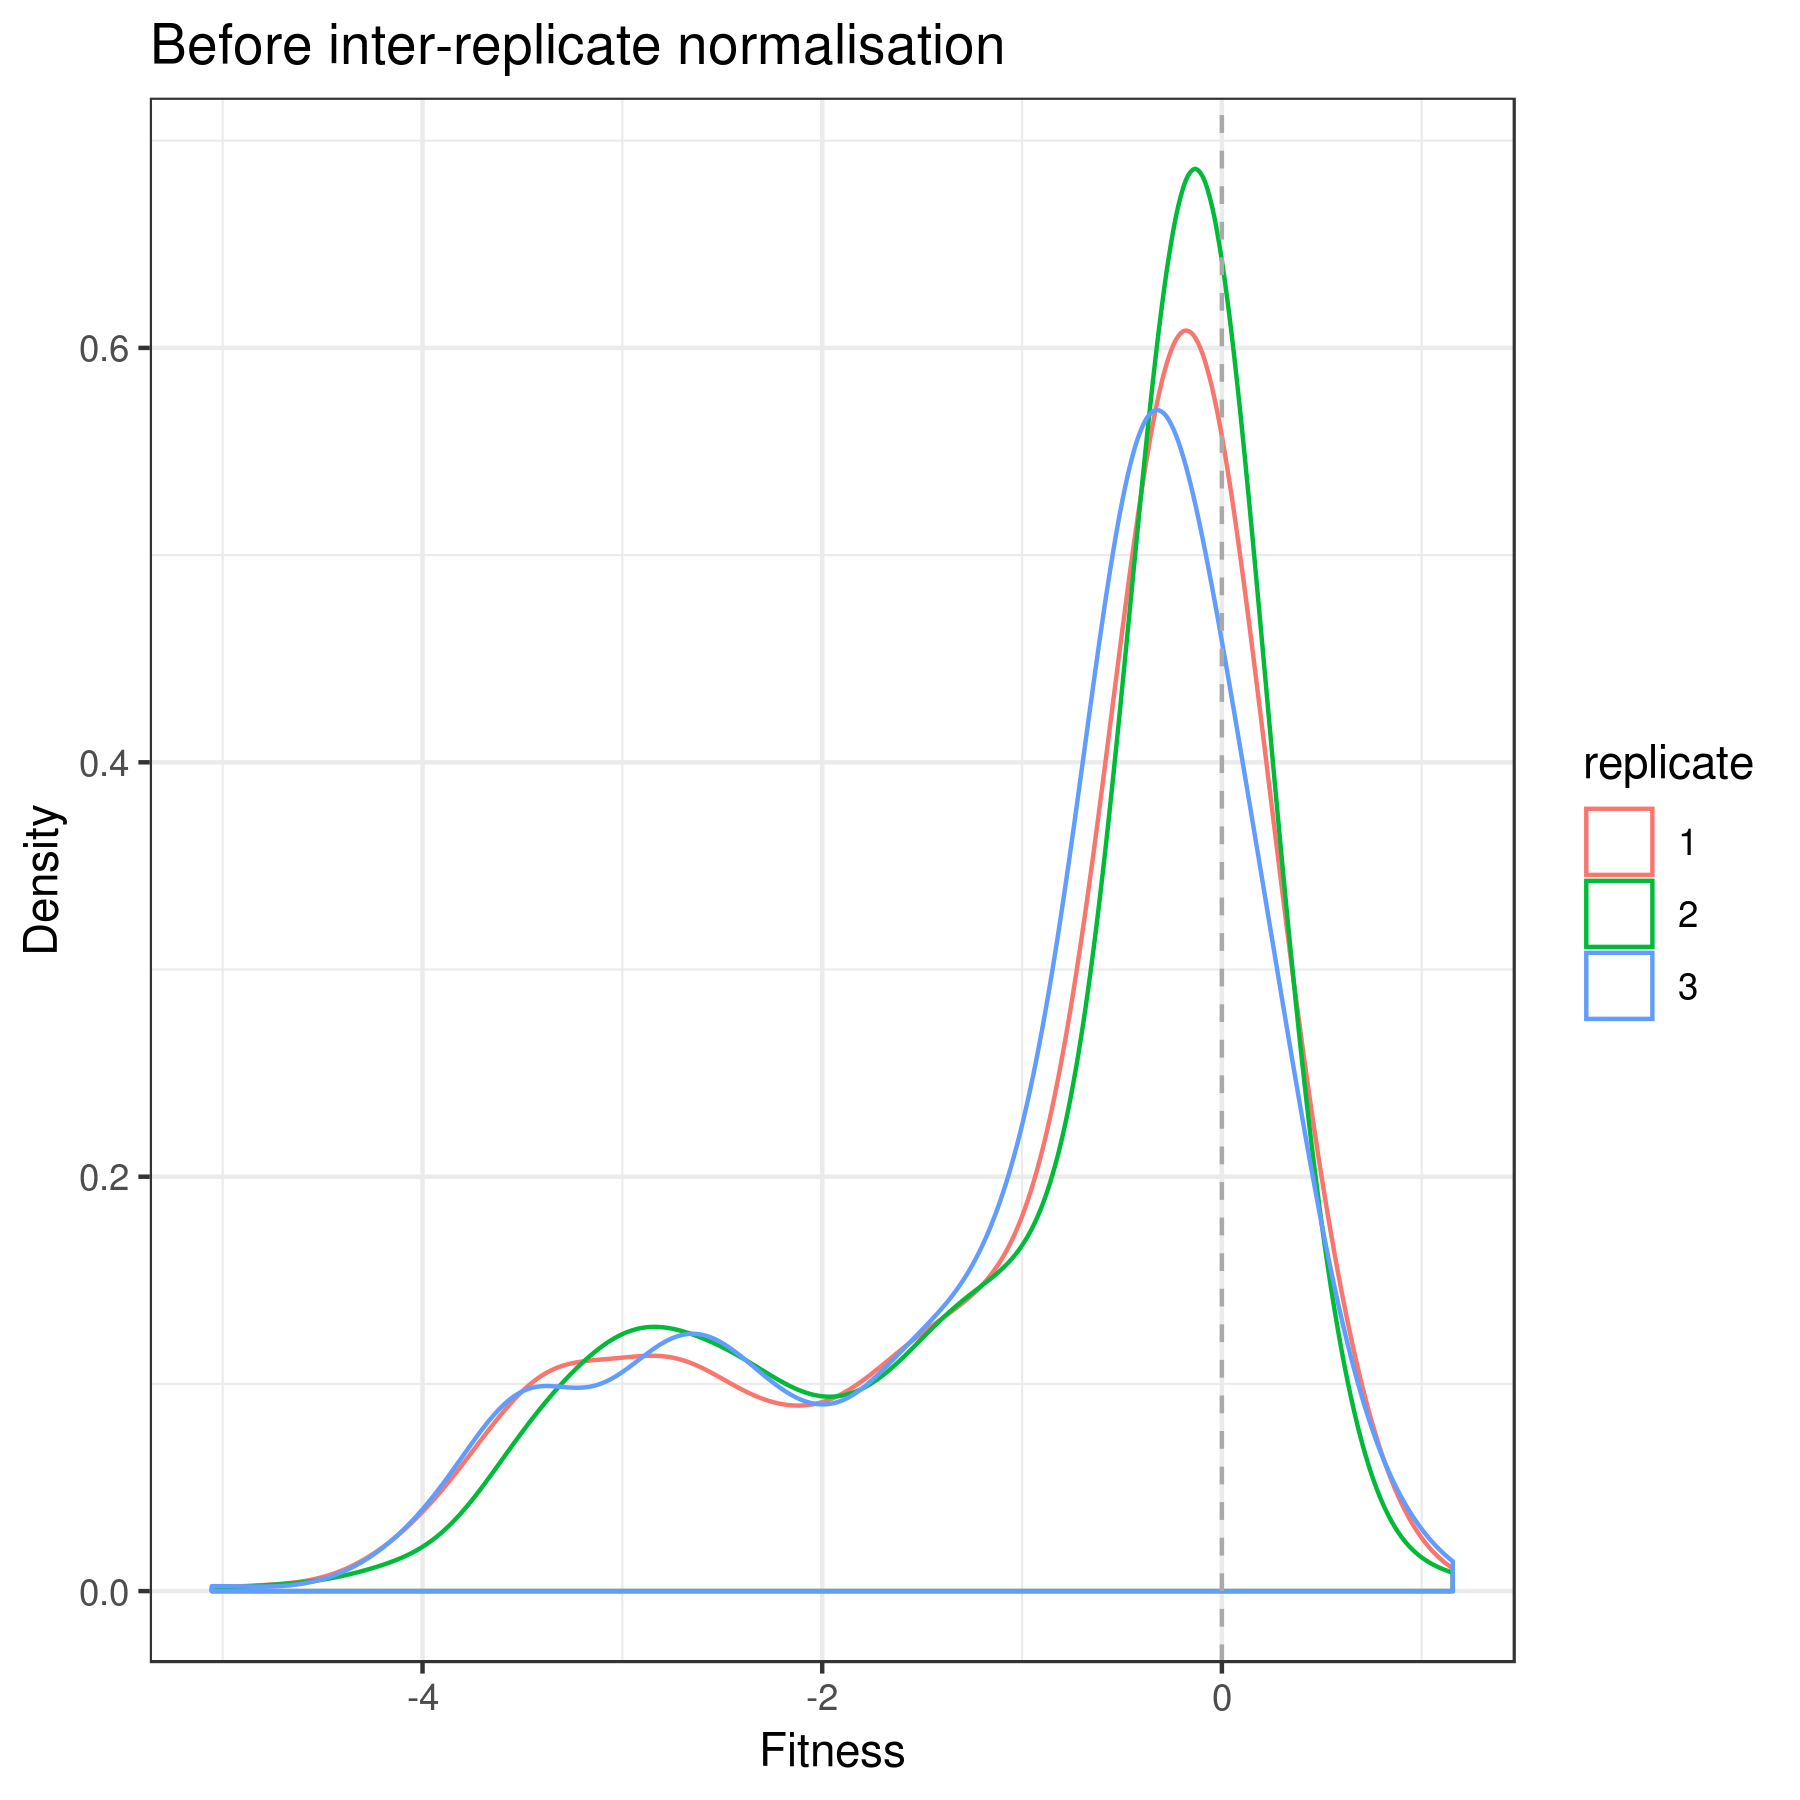 Before inter-replicate normalisation
Density
0.6
0.4
0.2
0.0
-4
-2
0
Fitness
replicate
1
2
3